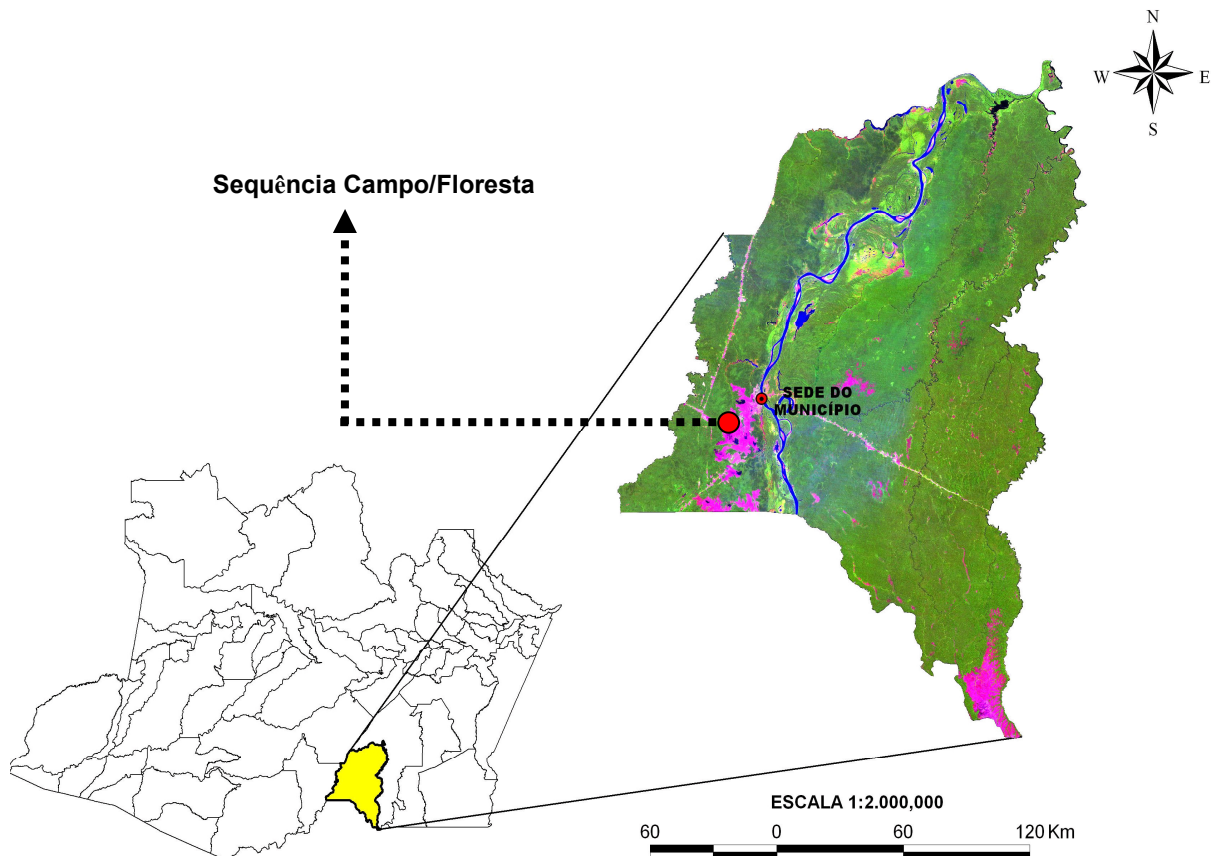 N
W
E
S
Sequência Campo/Floresta
SEDE DO
MUNICÍPIO
ESCALA 1:2.000,000
60 0 60 120 Km